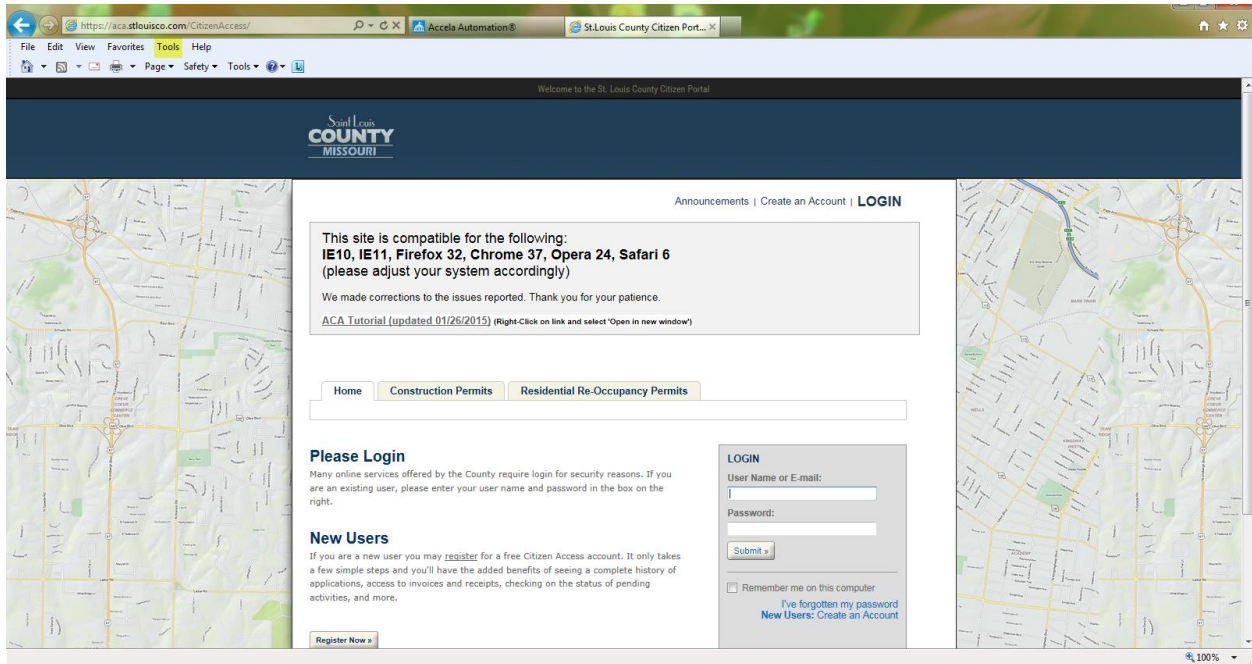 https://aca.stlouisco.com/CitizenAccess/
Accela Automation®
St.Louis County Citizen Port...
File Edit View Favorites Tools Help
Page Safety Tools
Welcome to the St. Louis County Citizen Portal
Saint Louis
COUNTY
MISSOURI
Announcements | Create an Account | LOGIN
This site is compatible for the following:
IE10, IE11, Firefox 32, Chrome 37, Opera 24, Safari 6
(please adjust your system accordingly)
We made corrections to the issues reported. Thank you for your patience.
ACA Tutorial (updated 01/26/2015) (Right-Click on link and select 'Open in new window')
Home Construction Permits Residential Re-Occupancy Permits
Please Login
Many online services offered by the County require login for security reasons. If you
are an existing user, please enter your user name and password in the box on the
right.
New Users
If you are a new user you may register for a free Citizen Access account. It only takes
a few simple steps and you'll have the added benefits of seeing a complete history of
applications, access to invoices and receipts, checking on the status of pending
activities, and more.
Register Now »
LOGIN
User Name or E-mail:
Password:
Submit »
Remember me on this computer
I've forgotten my password
New Users: Create an Account
100%